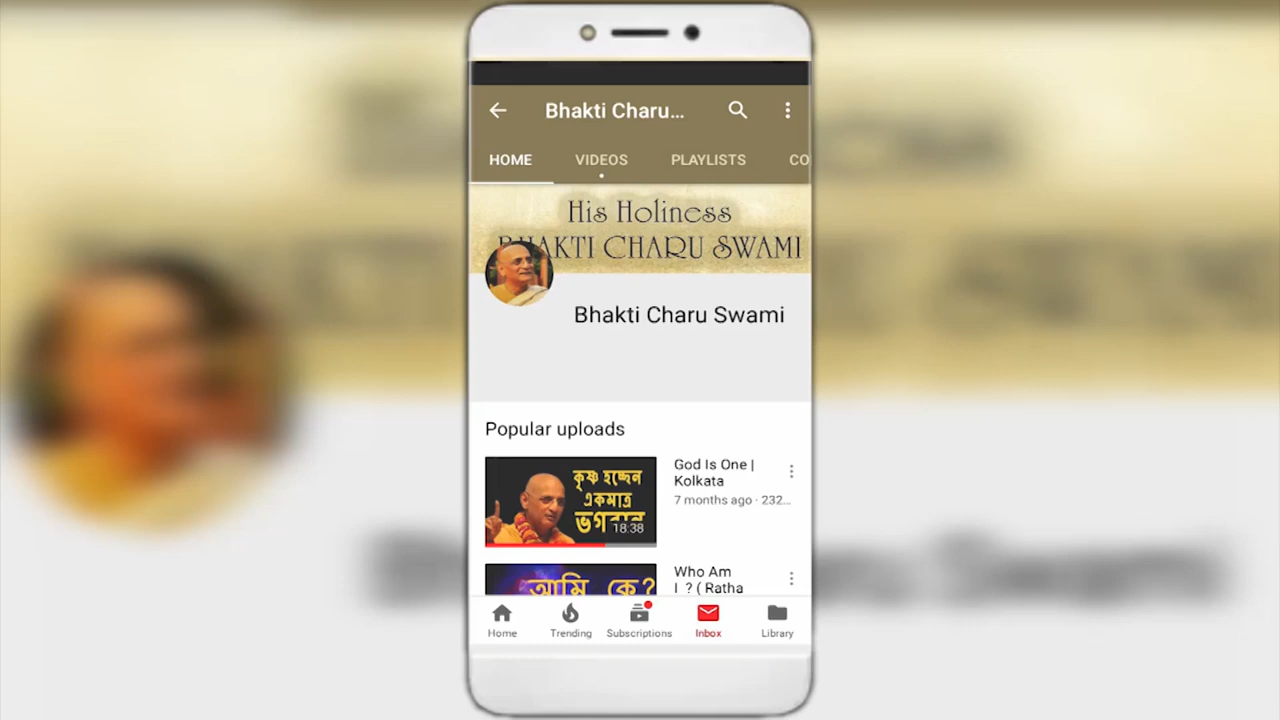 Bhakti Charu...
HOME VIDEOS PLAYLISTS CO
His Holiness
BHAKTI CHARU SWAMI
Bhakti Charu Swami
Popular uploads
কৃষ্ণ হচ্ছেন
একমাত্র
ভগবান
18:38
God Is One |
Kolkata
7 months ago · 232...
আমি কে?
Who Am
I ? ( Ratha
Home Trending Subscriptions Inbox Library